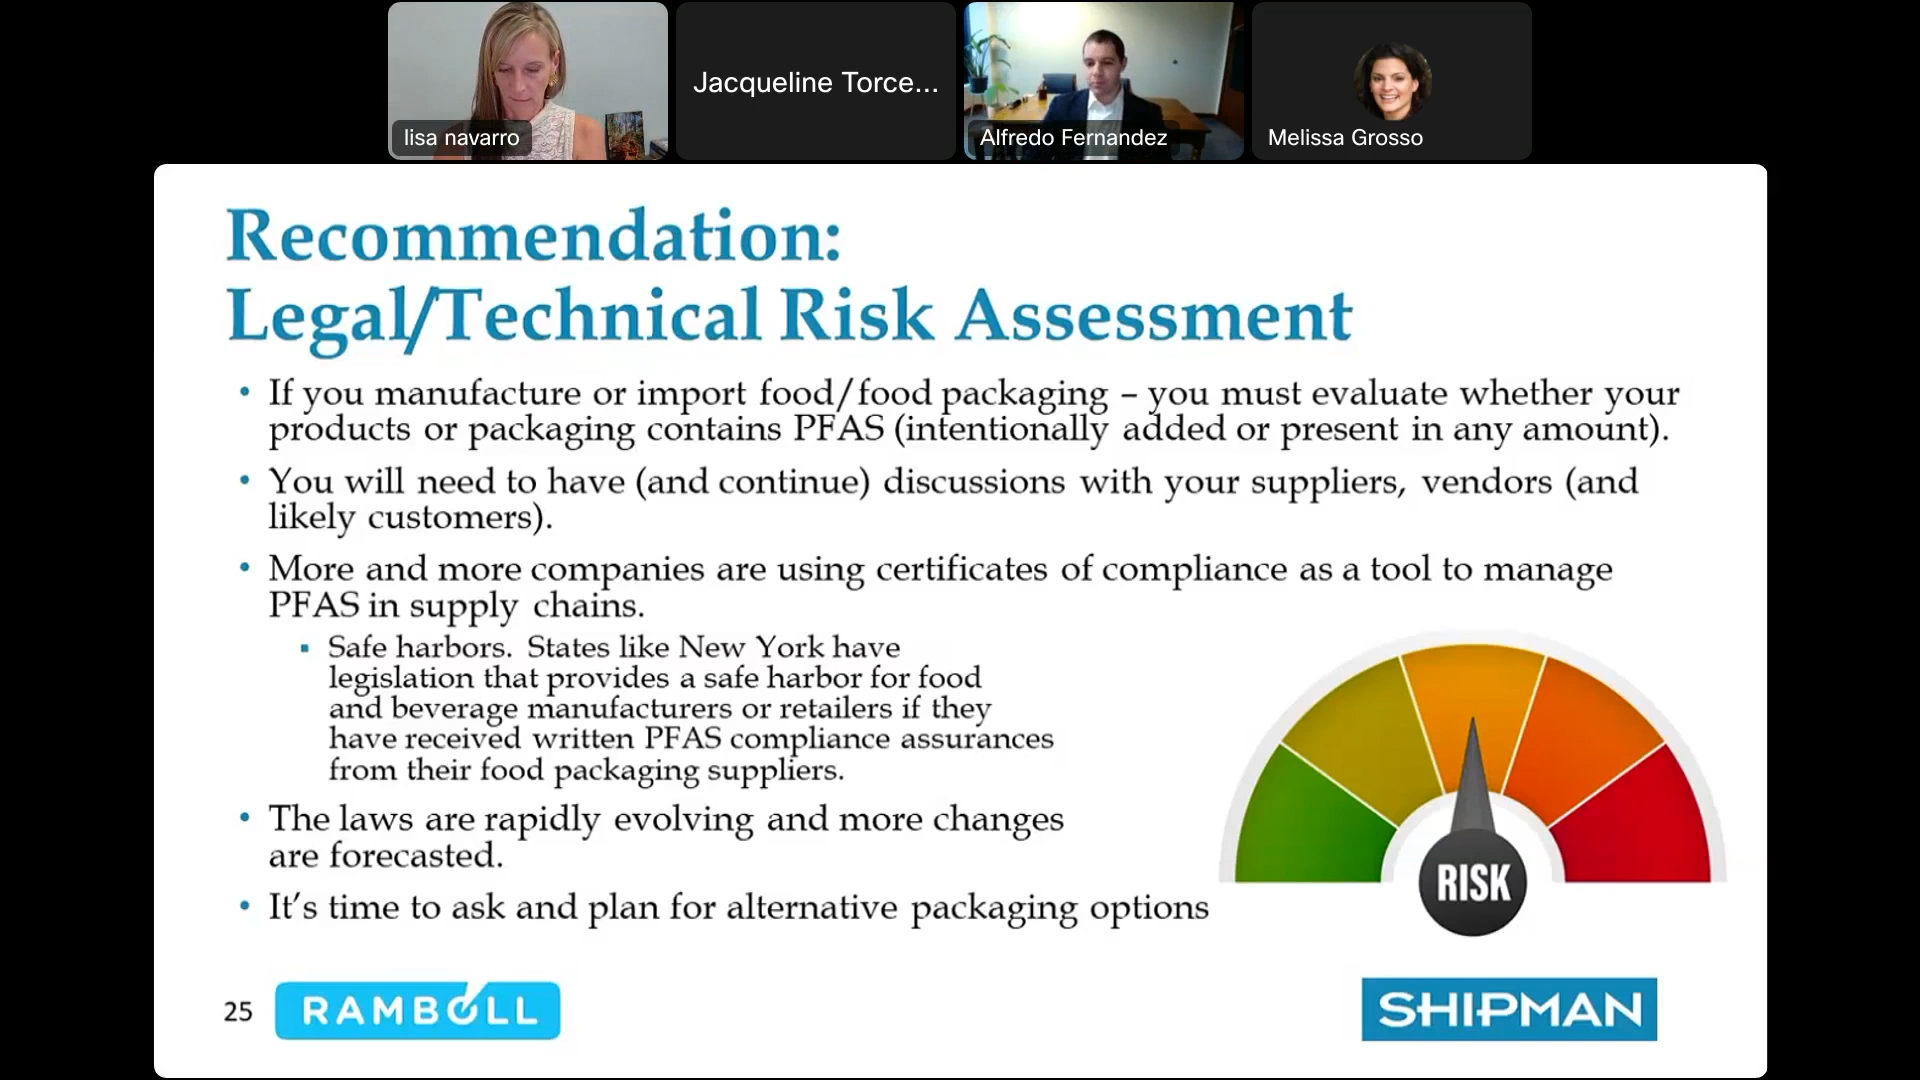 lisa navarro
Jacqueline Torce...
Alfredo Fernandez
Melissa Grosso
Recommendation:
Legal/Technical Risk Assessment
• If you manufacture or import food/food packaging – you must evaluate whether your
products or packaging contains PFAS (intentionally added or present in any amount).
• You will need to have (and continue) discussions with your suppliers, vendors (and
likely customers).
• More and more companies are using certificates of compliance as a tool to manage
PFAS in supply chains.
▪ Safe harbors. States like New York have
legislation that provides a safe harbor for food
and beverage manufacturers or retailers if they
have received written PFAS compliance assurances
from their food packaging suppliers.
• The laws are rapidly evolving and more changes
are forecasted.
• It’s time to ask and plan for alternative packaging options
RISK
25
RAMBOLL
SHIPMAN